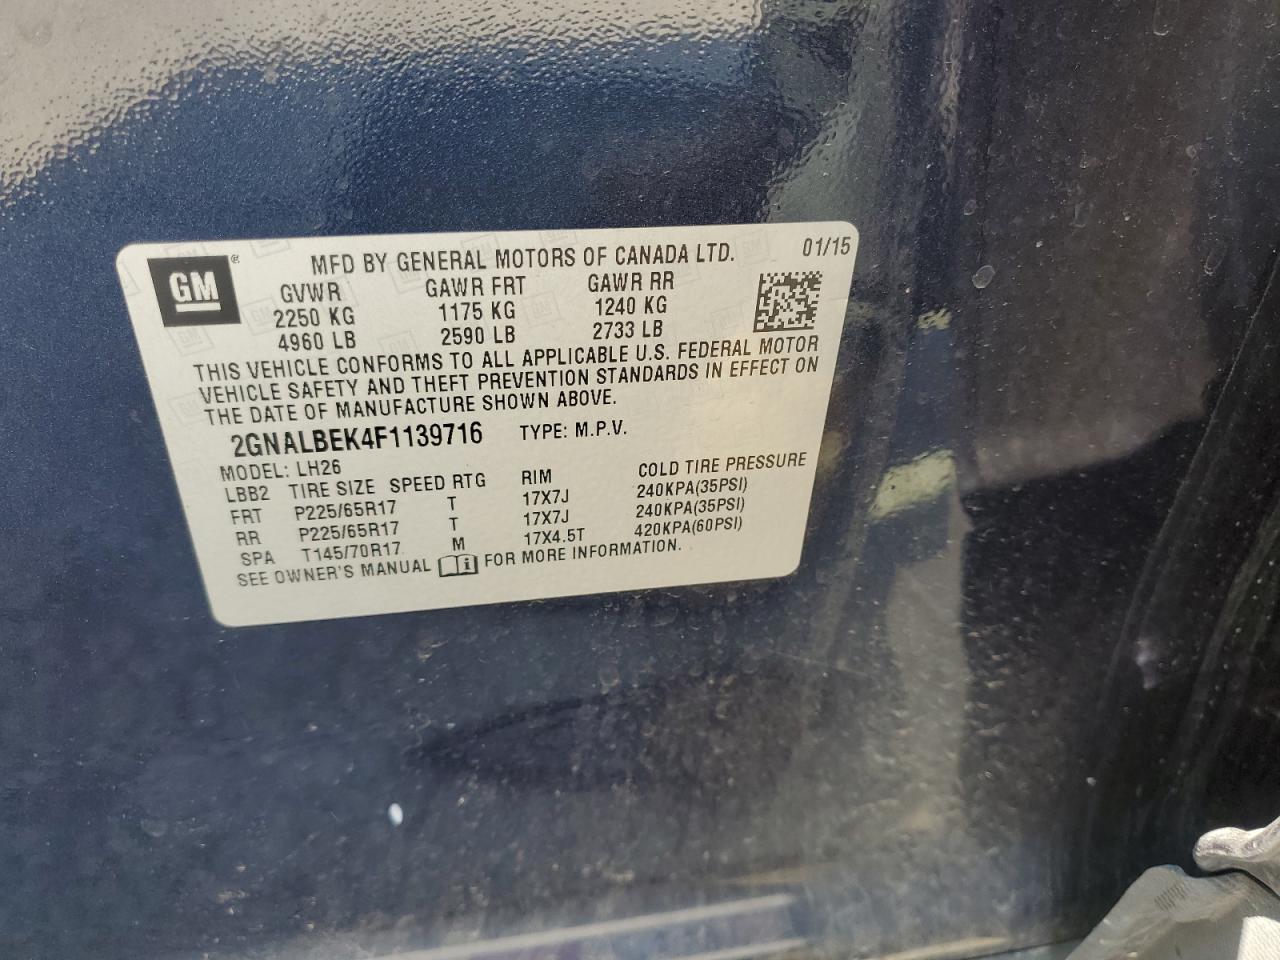 GM ® MFD BY GENERAL MOTORS OF CANADA LTD. 01/15
GVWR GAWR FRT GAWR RR
2250 KG 1175 KG 1240 KG
4960 LB 2590 LB 2733 LB
THIS VEHICLE CONFORMS TO ALL APPLICABLE U.S. FEDERAL MOTOR
VEHICLE SAFETY AND THEFT PREVENTION STANDARDS IN EFFECT ON
THE DATE OF MANUFACTURE SHOWN ABOVE.
2GNALBEK4F1139716 TYPE: M.P.V.
MODEL: LH26
LBB2 TIRE SIZE SPEED RTG RIM COLD TIRE PRESSURE
FRT P225/65R17 T 17X7J 240KPA(35PSI)
RR P225/65R17 T 17X7J 240KPA(35PSI)
SPA T145/70R17 M 17X4.5T 420KPA(60PSI)
SEE OWNER'S MANUAL i FOR MORE INFORMATION.